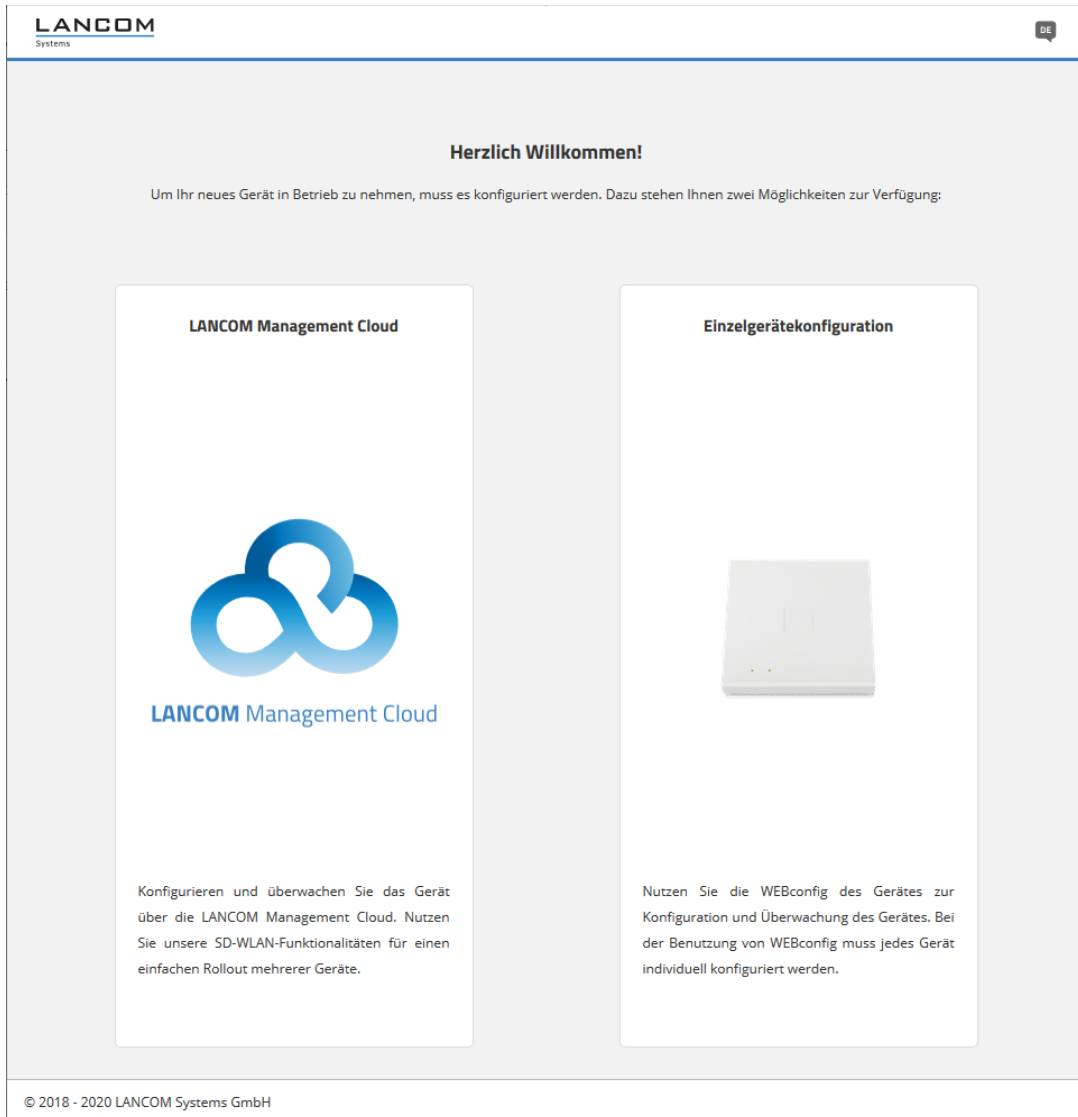 LANCOM
Systems
DE
Herzlich Willkommen!
Um Ihr neues Gerät in Betrieb zu nehmen, muss es konfiguriert werden. Dazu stehen Ihnen zwei Möglichkeiten zur Verfügung:
LANCOM Management Cloud
LANCOM Management Cloud
Konfigurieren und überwachen Sie das Gerät
über die LANCOM Management Cloud. Nutzen
Sie unsere SD-WLAN-Funktionalitäten für einen
einfachen Rollout mehrerer Geräte.
Einzelgerätekonfiguration
Nutzen Sie die WEBconfig des Gerätes zur
Konfiguration und Überwachung des Gerätes. Bei
der Benutzung von WEBconfig muss jedes Gerät
individuell konfiguriert werden.
© 2018 - 2020 LANCOM Systems GmbH